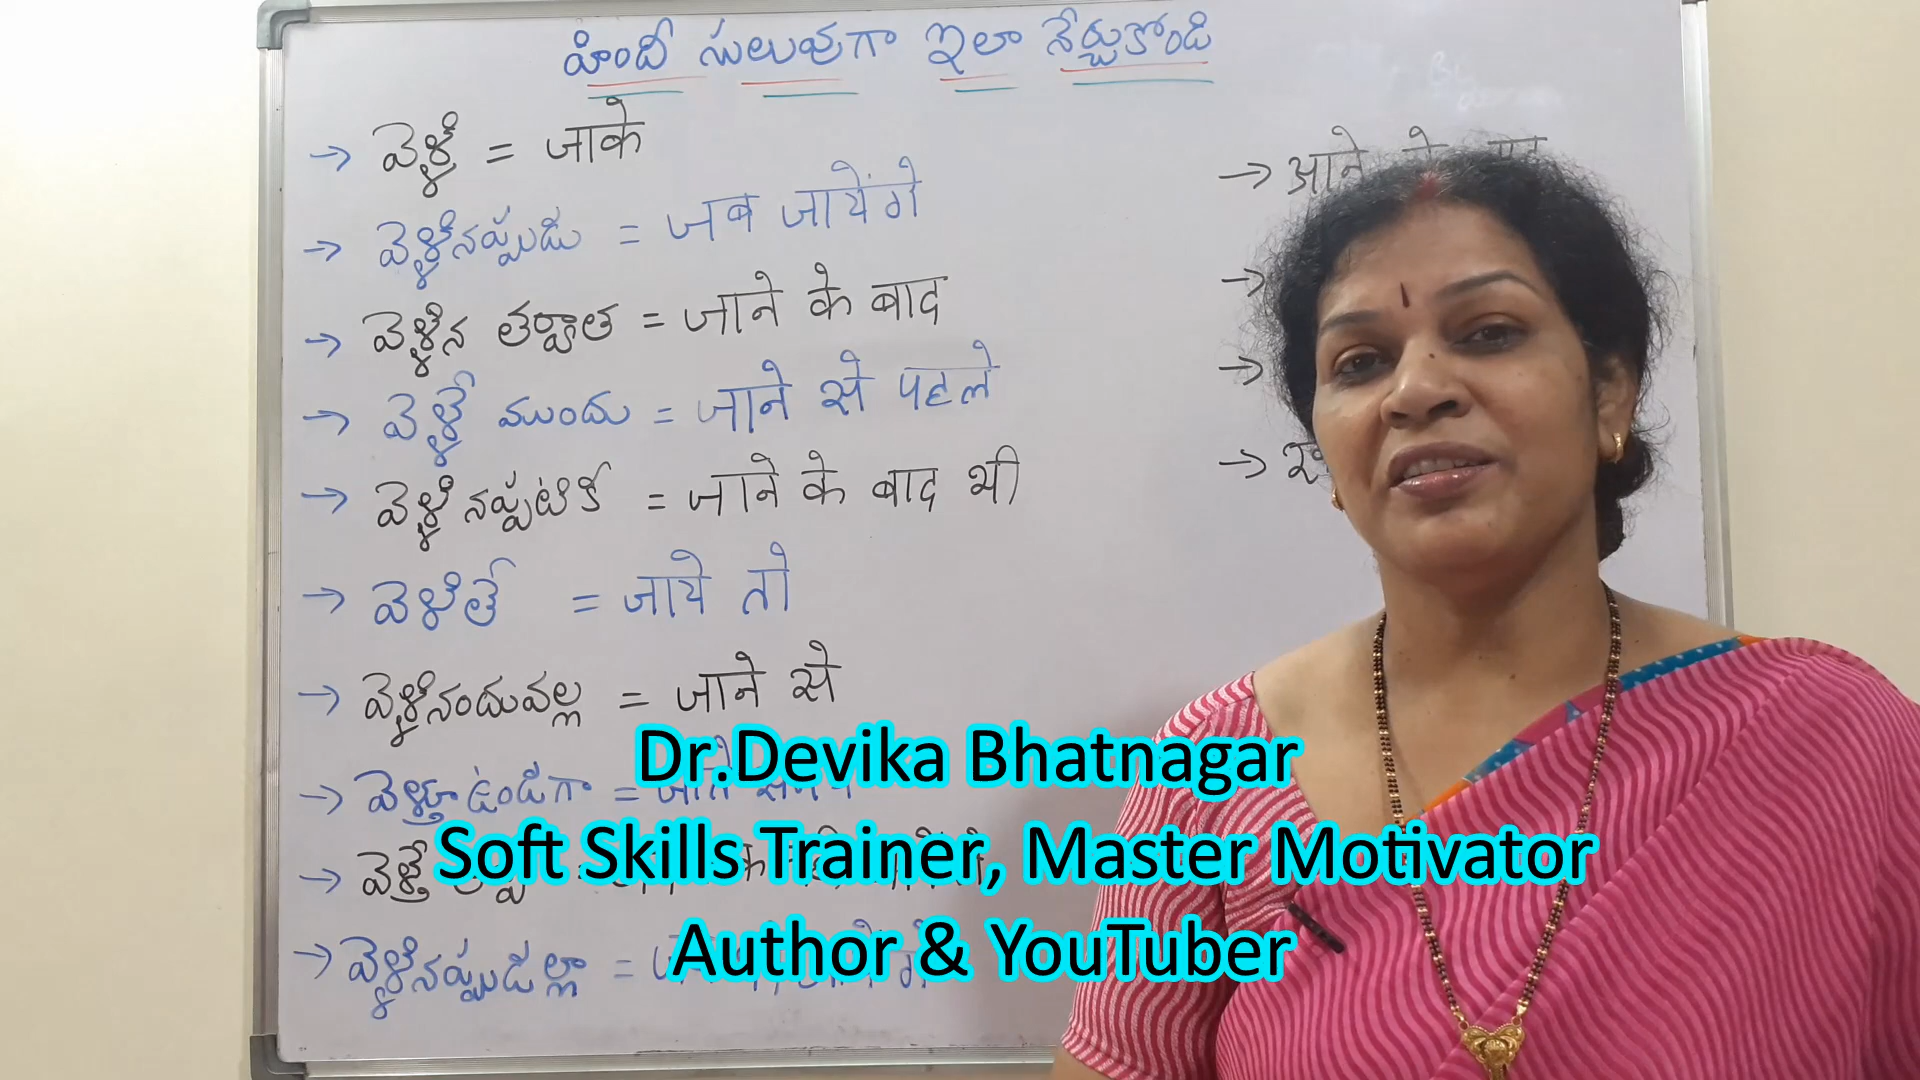 హిందీ సులువుగా ఇలా నేర్చుకోండి
→ వెళ్ళి = जाके
→ వెళ్ళినప్పుడు = जब जायेंगे
→ వెళ్ళిన తర్వాత = जाने के बाद
→ వెళ్ళే ముందు = जाने से पहले
→ వెళ్ళినప్పటికీ = जाने के बाद भी
→ వెళితే = जाये तो
→ వెళ్ళినందువల్ల = जाने से
→ వెళ్తూ ఉండగా =
→ వెళ్తే
→ వెళ్ళినప్పుడల్లా =
→ आने
→
→
→
Dr.Devika Bhatnagar
Soft Skills Trainer, Master Motivator
Author & YouTuber